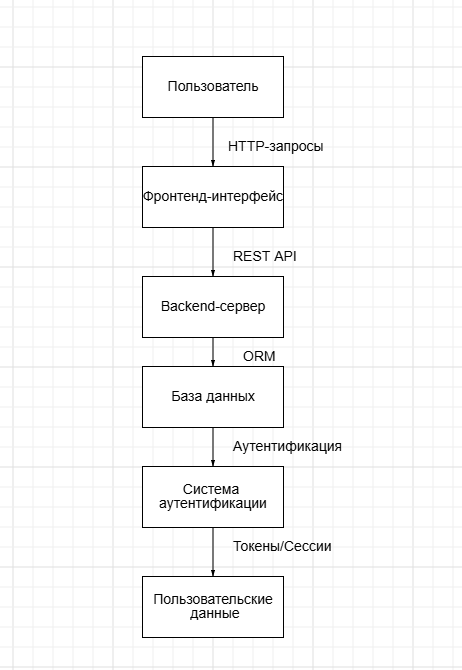 Пользователь
HTTP-запросы
Фронтенд-интерфейс
REST API
Backend-сервер
ORM
База данных
Аутентификация
Система
аутентификации
Токены/Сессии
Пользовательские
данные